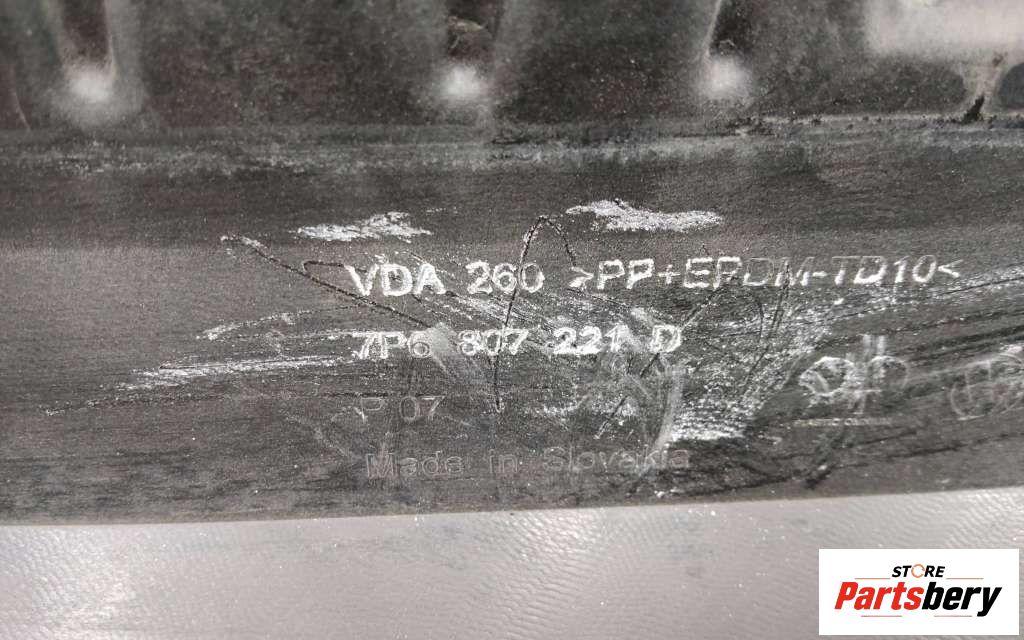 VDA 260 >PP+EPDM-TD10<
7P6 807 221 D
P 07
Made in Slovakia
STORE
Partsbery